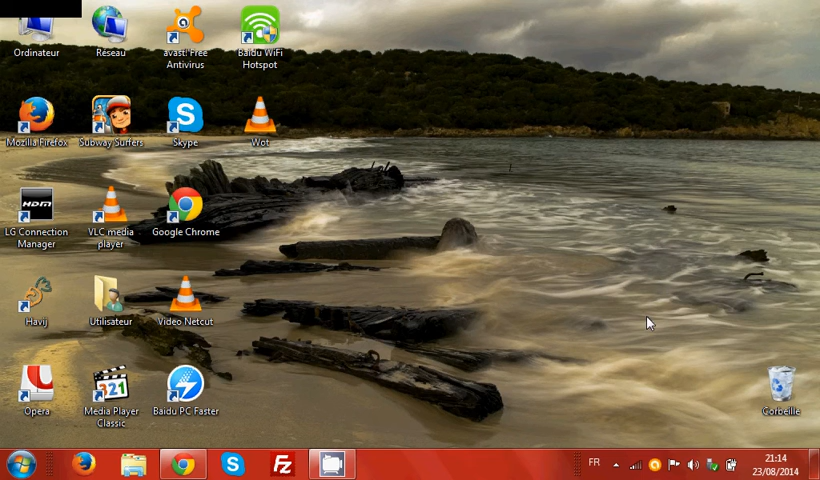 Ordinateur
Réseau
avast! Free
Antivirus
Baidu WiFi
Hotspot
Mozilla Firefox
Subway Surfers
Skype
Wot
HDM
LG Connection
Manager
VLC media
player
Google Chrome
Havij
Utilisateur
Video Netcut
Opera
321
Media Player
Classic
Baidu PC Faster
Corbeille
FR
21:14
23/08/2014